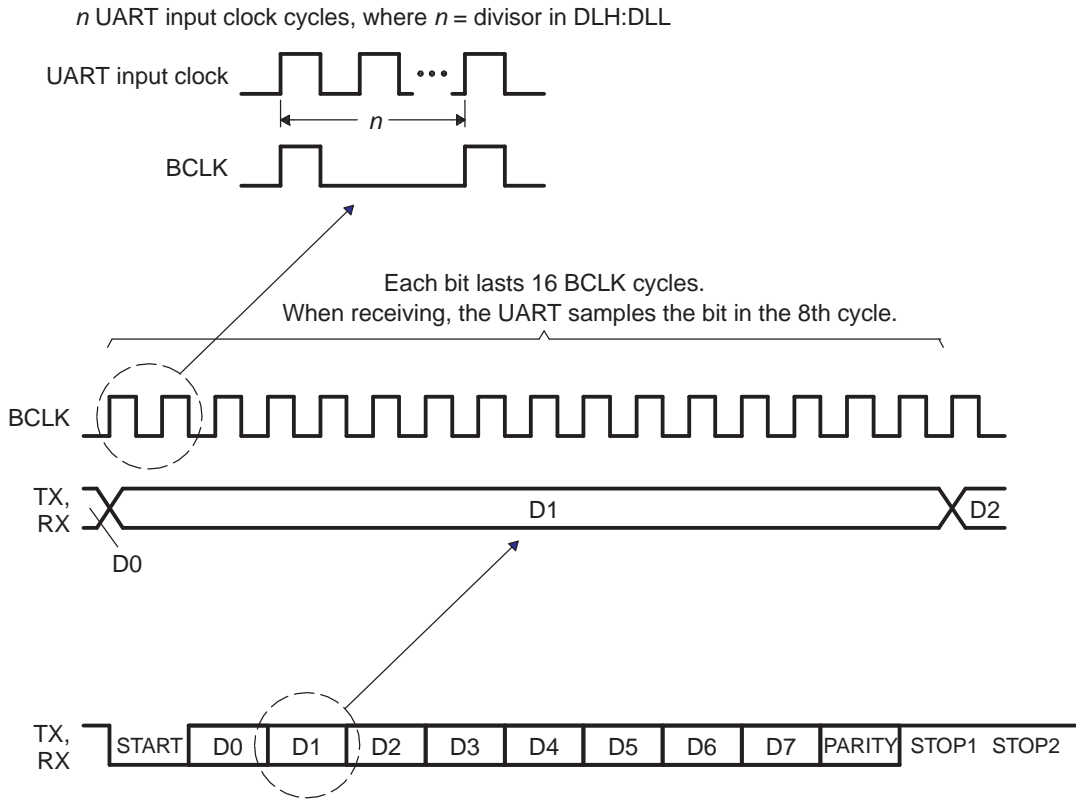 n UART input clock cycles, where n = divisor in DLH:DLL
UART input clock
n
BCLK
Each bit lasts 16 BCLK cycles.
When receiving, the UART samples the bit in the 8th cycle.
BCLK
TX,
RX
D1
D2
D0
TX,
RX
START D0 D1 D2 D3 D4 D5 D6 D7 PARITY STOP1 STOP2